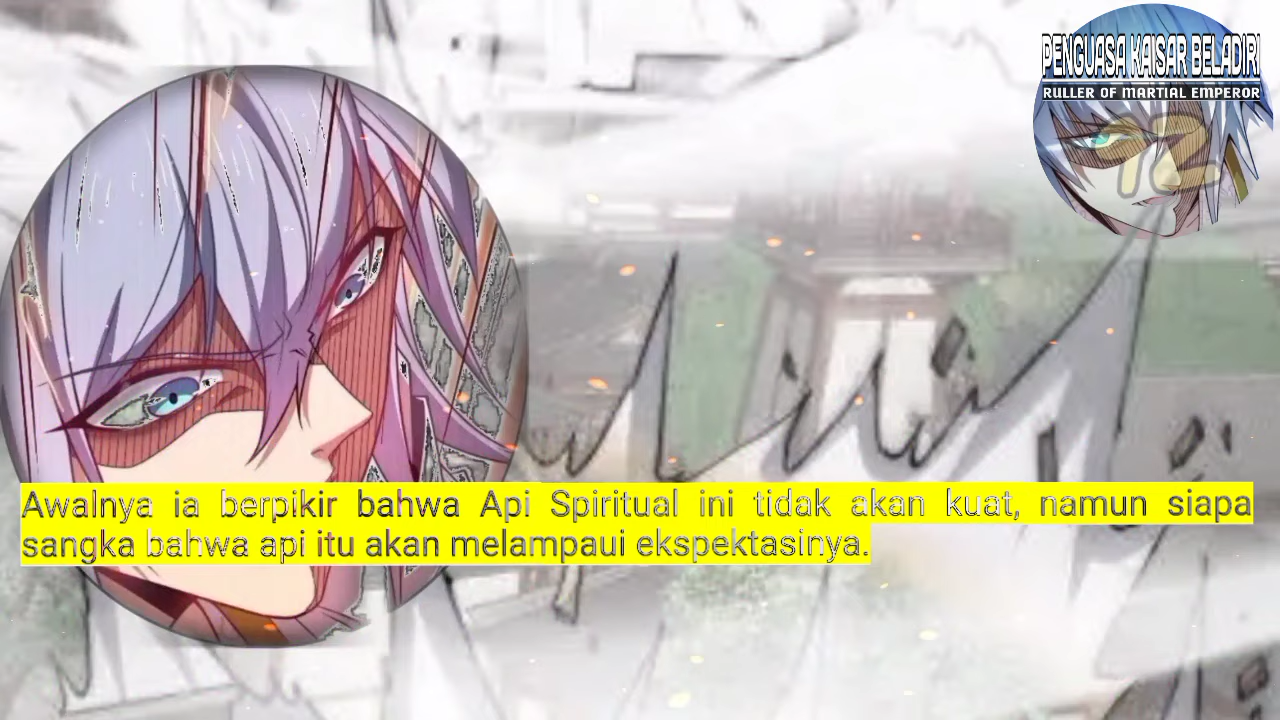 PENGUASA KAISAR BELADIRI
RULLER OF MARTIAL EMPEROR
12
Awalnya ia berpikir bahwa Api Spiritual ini tidak akan kuat, namun siapa
sangka bahwa api itu akan melampaui ekspektasinya.